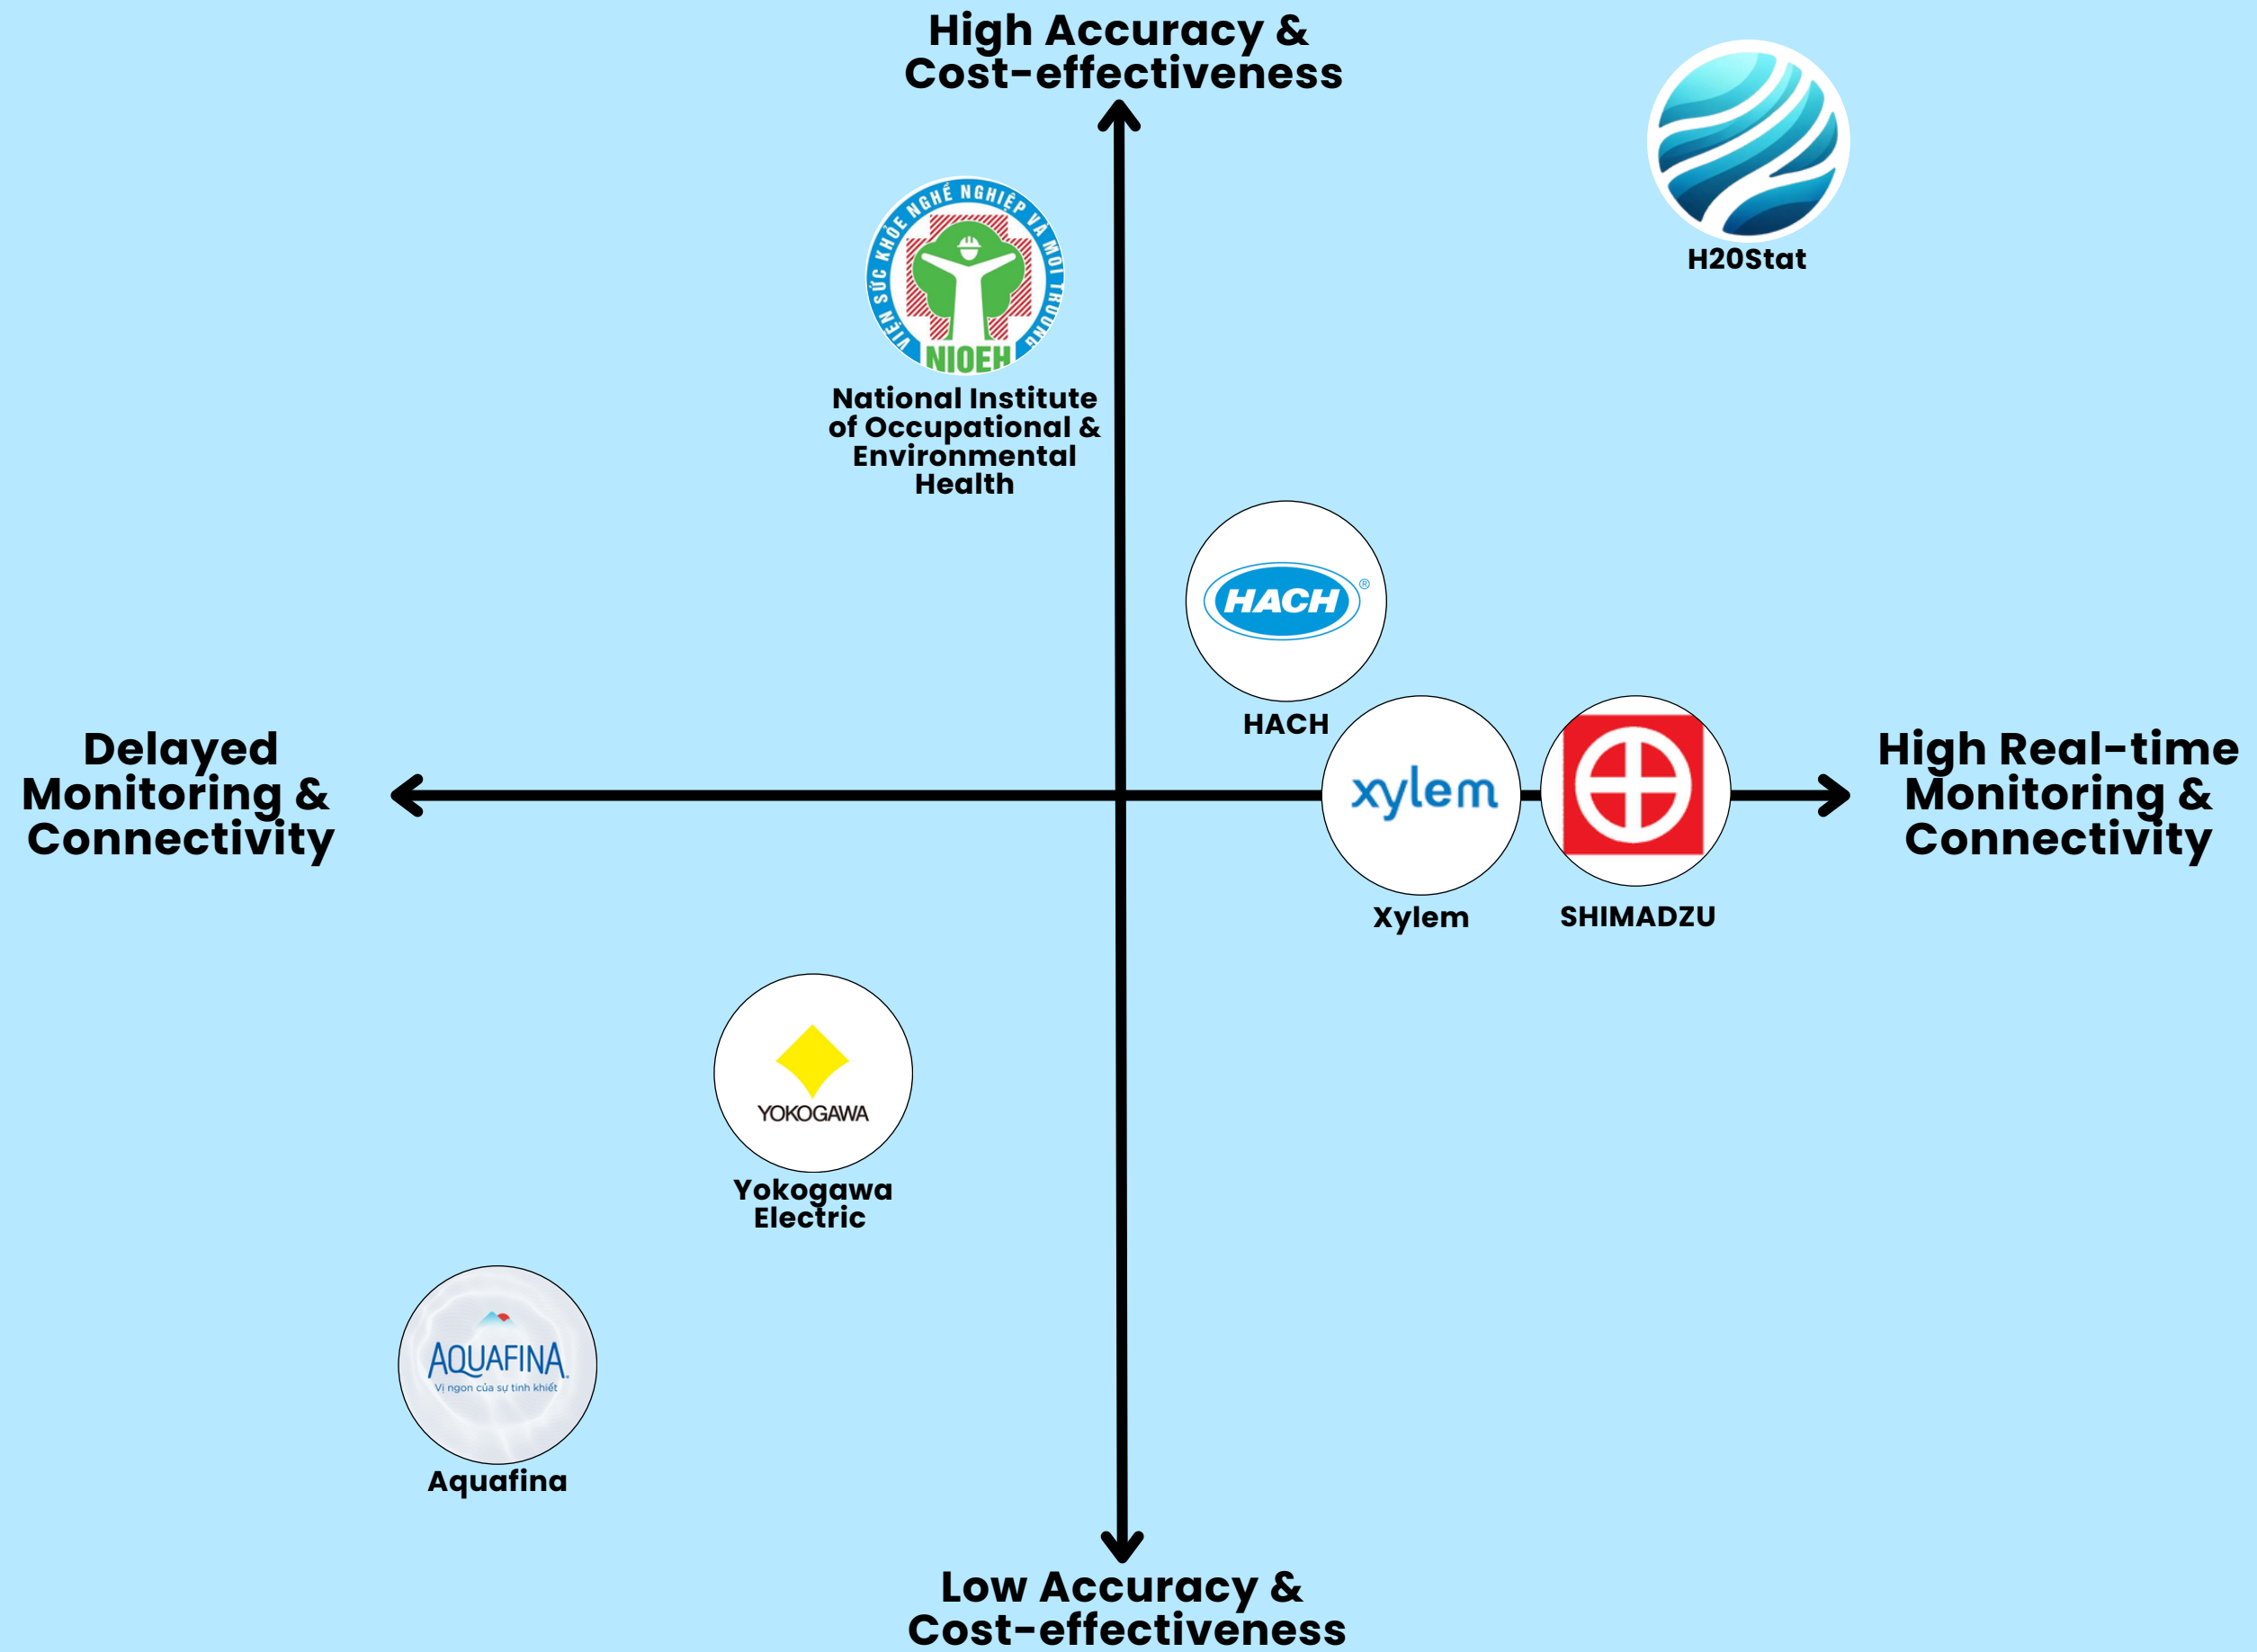 High Accuracy &
Cost-effectiveness
H20Stat
VIỆN SỨC KHỎE NGHỀ NGHIỆP VÀ MÔI TRƯỜNG
NIOEH
National Institute
of Occupational &
Environmental
Health
HACH®
HACH
Delayed
Monitoring &
Connectivity
xylem
Xylem
SHIMADZU
High Real-time
Monitoring &
Connectivity
YOKOGAWA
Yokogawa
Electric
AQUAFINA
Vị ngon của sự tinh khiết
Aquafina
Low Accuracy &
Cost-effectiveness